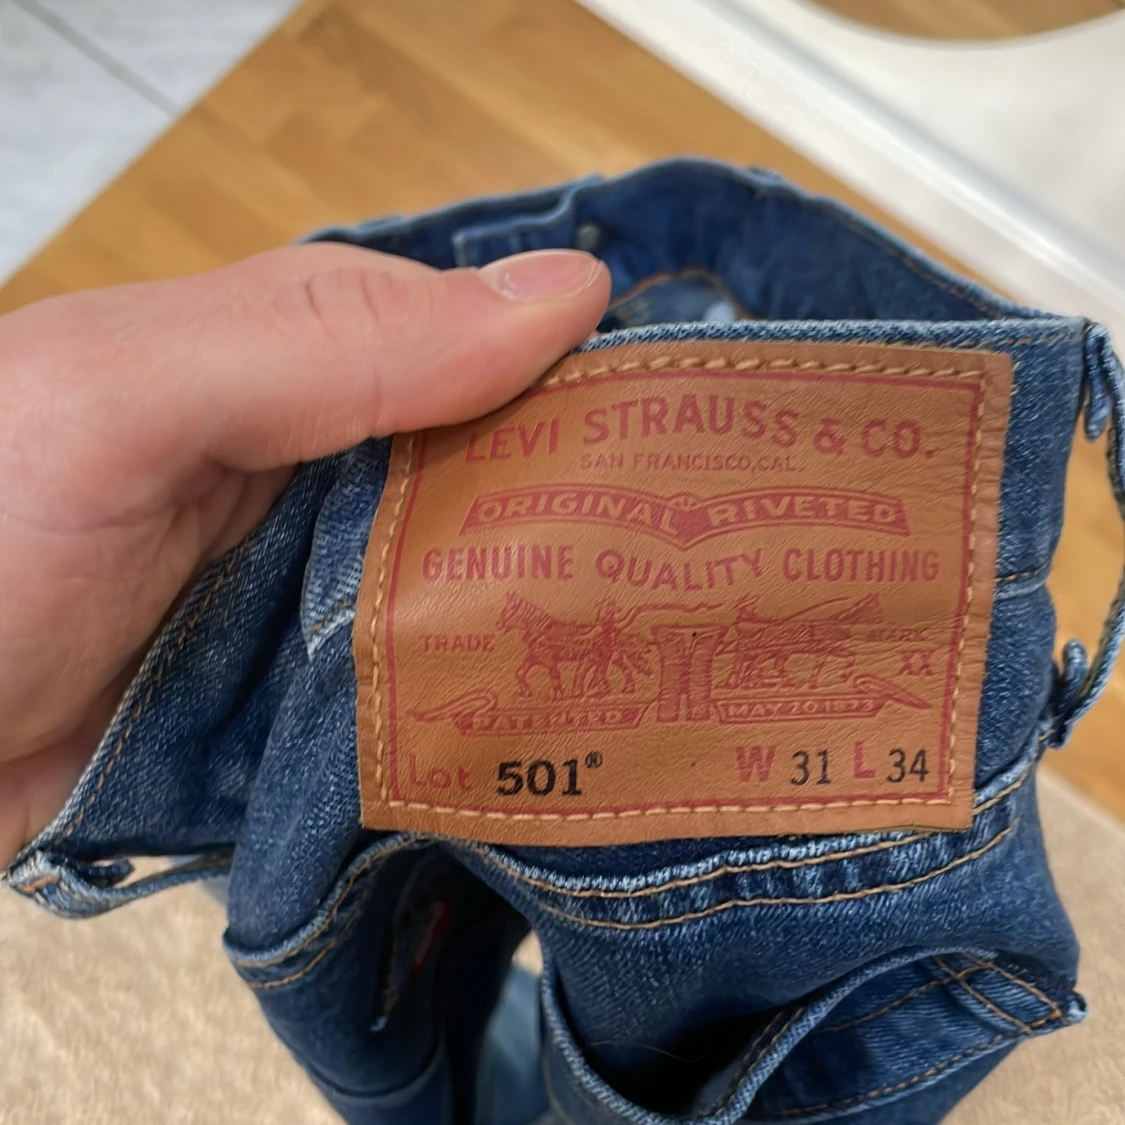 LEVI STRAUSS & CO.
SAN FRANCISCO, CAL.
ORIGINAL RIVETED
GENUINE QUALITY CLOTHING
TRADE MARK
XX
PATENTED MAY 20 1873
Lot 501® W 31 L 34